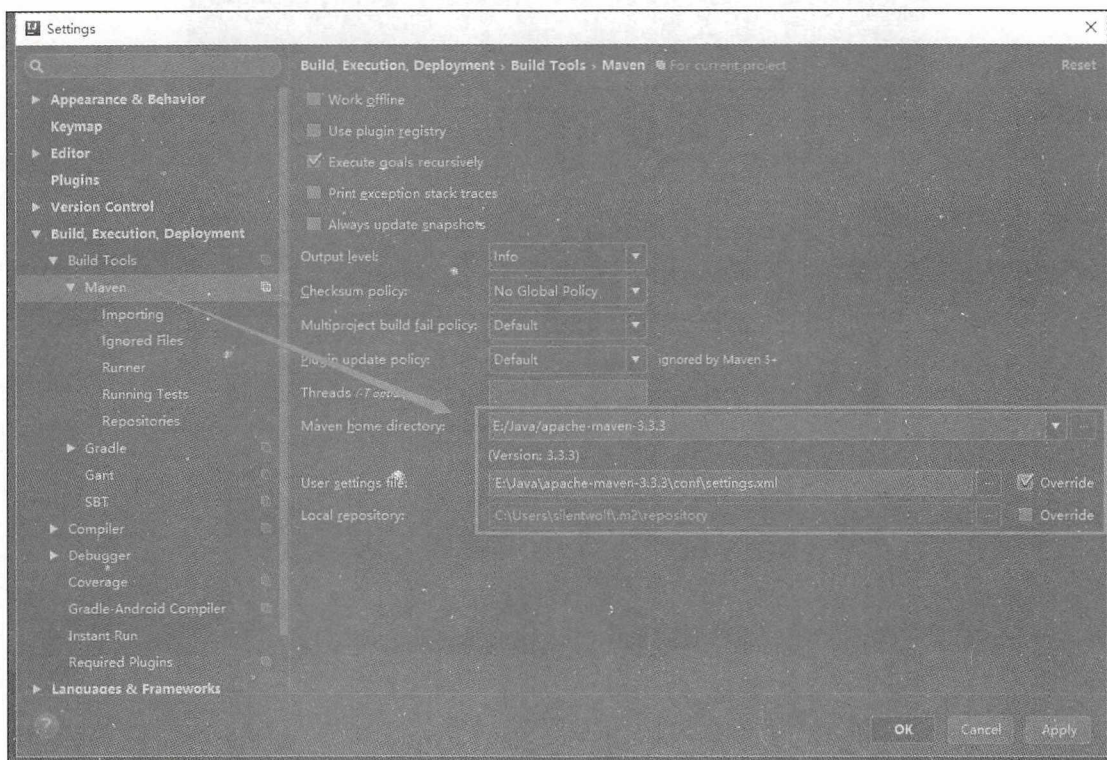 Settings
Build, Execution, Deployment › Build Tools › Maven For current project Reset
Appearance & Behavior
Keymap
Editor
Plugins
Version Control
Build, Execution, Deployment
Build Tools
Maven
Importing
Ignored Files
Runner
Running Tests
Repositories
Gradle
Gant
SBT
Compiler
Debugger
Coverage
Gradle-Android Compiler
Instant Run
Required Plugins
Languages & Frameworks
Work offline
Use plugin registry
Execute goals recursively
Print exception stack traces
Always update snapshots
Output level: Info
Checksum policy: No Global Policy
Multiproject build fail policy: Default
Plugin update policy: Default ignored by Maven 3+
Threads (-T option)
Maven home directory: E:/Java/apache-maven-3.3.3
(Version: 3.3.3)
User settings file: E:\Java\apache-maven-3.3.3\conf\settings.xml Override
Local repository: C:\Users\silentwolf\.m2\repository Override
? OK Cancel Apply